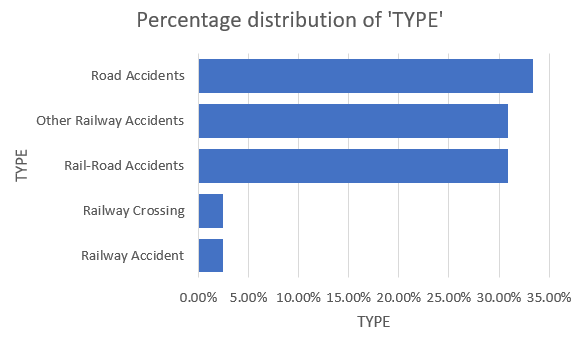 Percentage distribution of 'TYPE'
Road Accidents
Other Railway Accidents
Rail-Road Accidents
Railway Crossing
Railway Accident
TYPE
0.00% 5.00% 10.00% 15.00% 20.00% 25.00% 30.00% 35.00%
TYPE